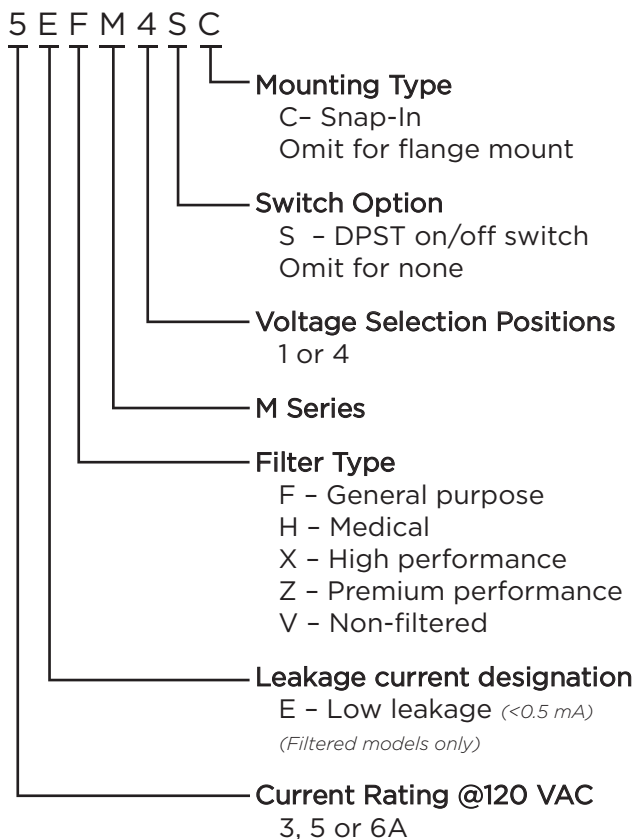 5 E F M 4 S C
Mounting Type
C– Snap-In
Omit for flange mount
Switch Option
S – DPST on/off switch
Omit for none
Voltage Selection Positions
1 or 4
M Series
Filter Type
F – General purpose
H – Medical
X – High performance
Z – Premium performance
V – Non-filtered
Leakage current designation
E – Low leakage (<0.5 mA)
(Filtered models only)
Current Rating @120 VAC
3, 5 or 6A